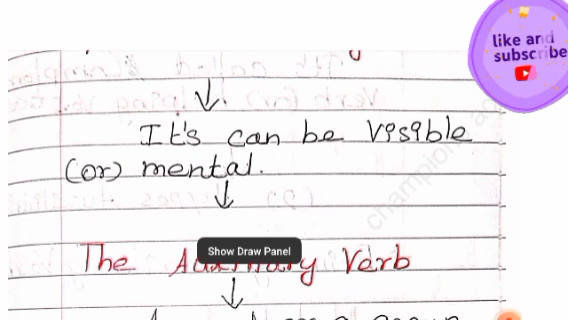 like and
subscribe
It's can be visible
(or) mental.
Show Draw Panel
The Auxiliary Verb